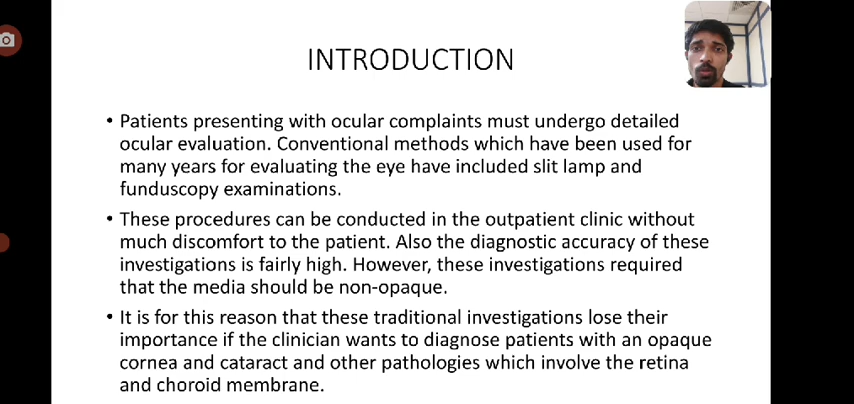 INTRODUCTION
• Patients presenting with ocular complaints must undergo detailed
ocular evaluation. Conventional methods which have been used for
many years for evaluating the eye have included slit lamp and
funduscopy examinations.
• These procedures can be conducted in the outpatient clinic without
much discomfort to the patient. Also the diagnostic accuracy of these
investigations is fairly high. However, these investigations required
that the media should be non-opaque.
• It is for this reason that these traditional investigations lose their
importance if the clinician wants to diagnose patients with an opaque
cornea and cataract and other pathologies which involve the retina
and choroid membrane.